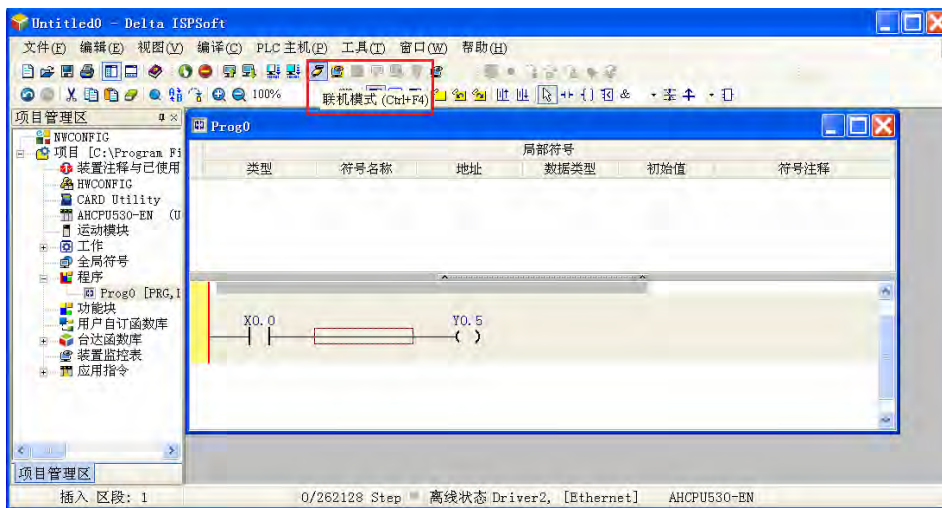 Untitled0 - Delta ISPSoft
文件(F) 编辑(E) 视图(V) 编译(C) PLC 主机(P) 工具(T) 窗口(W) 帮助(H)
100%
联机模式 (Ctrl+F4)
项目管理区
NWCONFIG
项目 [C:\Program Fi
装置注释与已使用
HWCONFIG
CARD Utility
AHCPU530-EN (U
运动模块
工作
全局符号
程序
Prog0 [PRG,I
功能块
用户自订函数库
台达函数库
装置监控表
应用指令
项目管理区
Prog0
局部符号
类型 符号名称 地址 数据类型 初始值 符号注释
X0.0 Y0.5
插入 区段: 1 0/262128 Step 离线状态 Driver2, [Ethernet] AHCPU530-EN